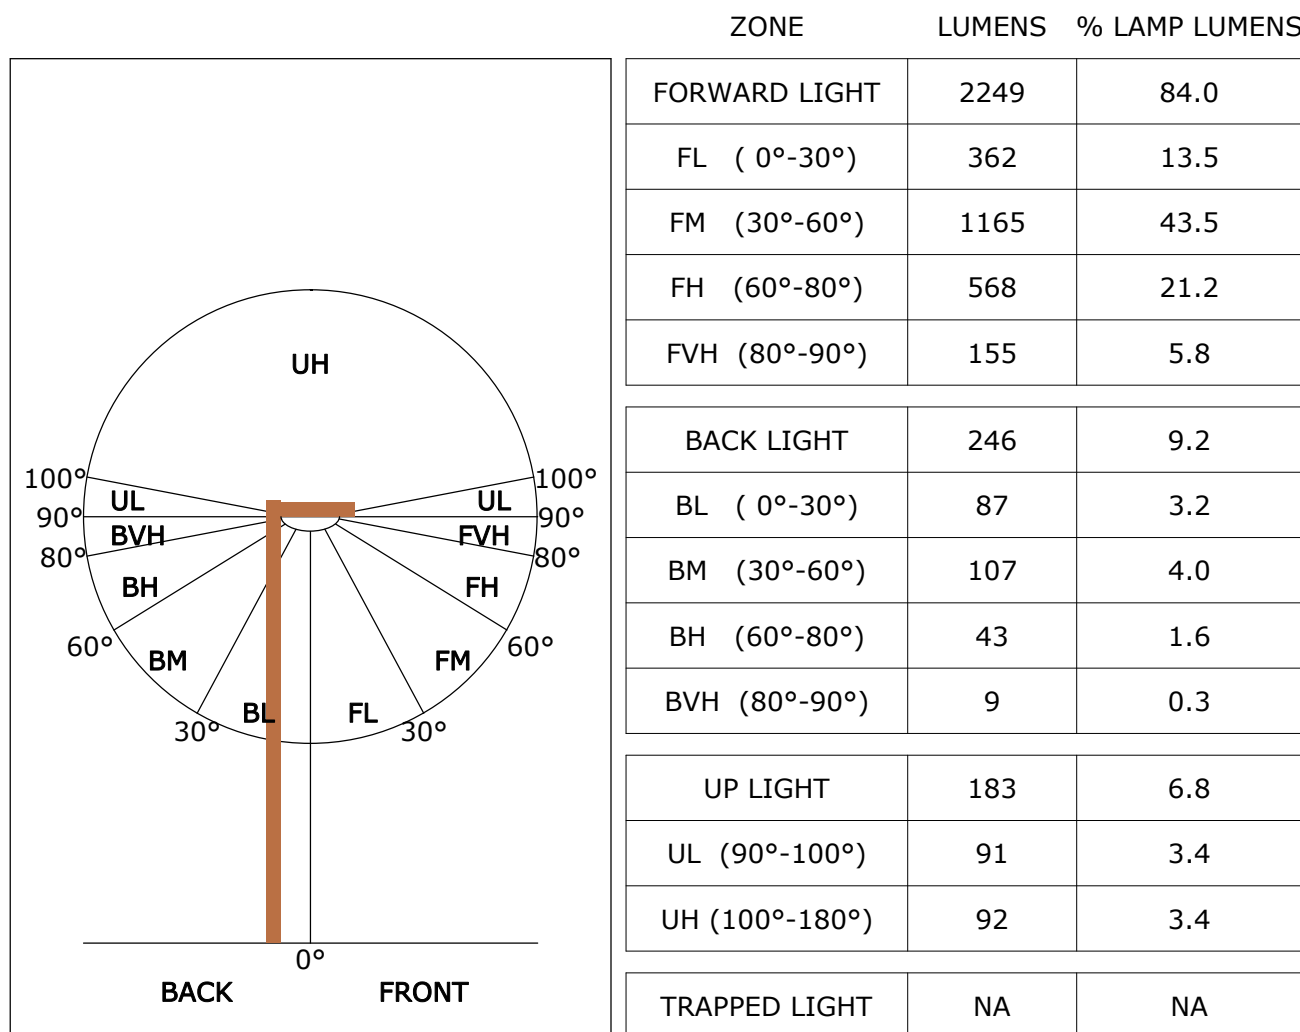 ZONE LUMENS % LAMP LUMENS
FORWARD LIGHT 2249 84.0
FL ( 0°-30°) 362 13.5
FM (30°-60°) 1165 43.5
FH (60°-80°) 568 21.2
FVH (80°-90°) 155 5.8
BACK LIGHT 246 9.2
BL ( 0°-30°) 87 3.2
BM (30°-60°) 107 4.0
BH (60°-80°) 43 1.6
BVH (80°-90°) 9 0.3
UP LIGHT 183 6.8
UL (90°-100°) 91 3.4
UH (100°-180°) 92 3.4
TRAPPED LIGHT NA NA
UH
100° 100°
UL UL
90° 90°
BVH FVH
80° 80°
BH FH
60° 60°
BM FM
BL FL
30° 30°
0°
BACK FRONT